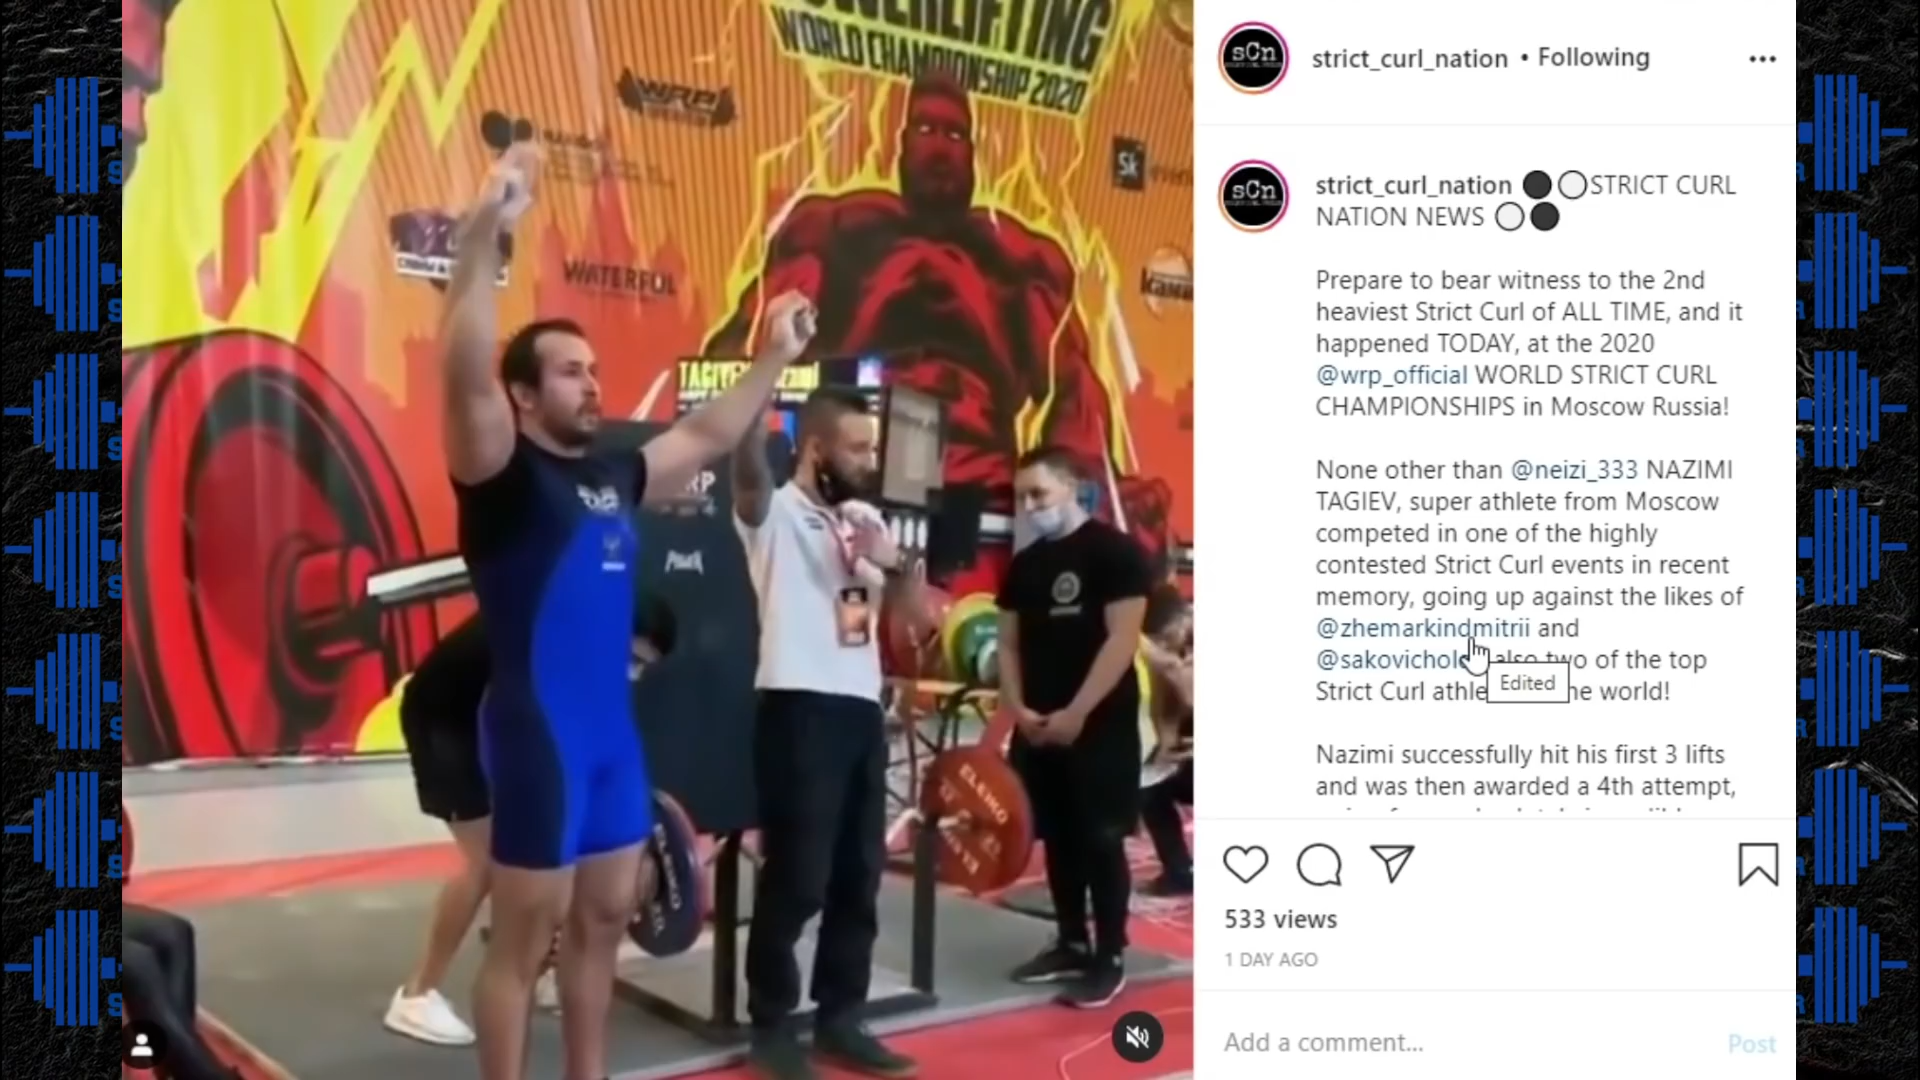 POWERLIFTING
WORLD CHAMPIONSHIP 2020
WRP
WATERFUL
Sk
TAGIYEV
ELEIKO
sCn
strict_curl_nation • Following
sCn
strict_curl_nation ⚫⚪STRICT CURL
NATION NEWS ⚪⚫
Prepare to bear witness to the 2nd
heaviest Strict Curl of ALL TIME, and it
happened TODAY, at the 2020
@wrp_official WORLD STRICT CURL
CHAMPIONSHIPS in Moscow Russia!
None other than @neizi_333 NAZIMI
TAGIEV, super athlete from Moscow
competed in one of the highly
contested Strict Curl events in recent
memory, going up against the likes of
@zhemarkindmitrii and
also two of the top
Strict Curl world!
Edited
Nazimi successfully hit his first 3 lifts
and was then awarded a 4th attempt,
533 views
1 DAY AGO
Add a comment...
Post